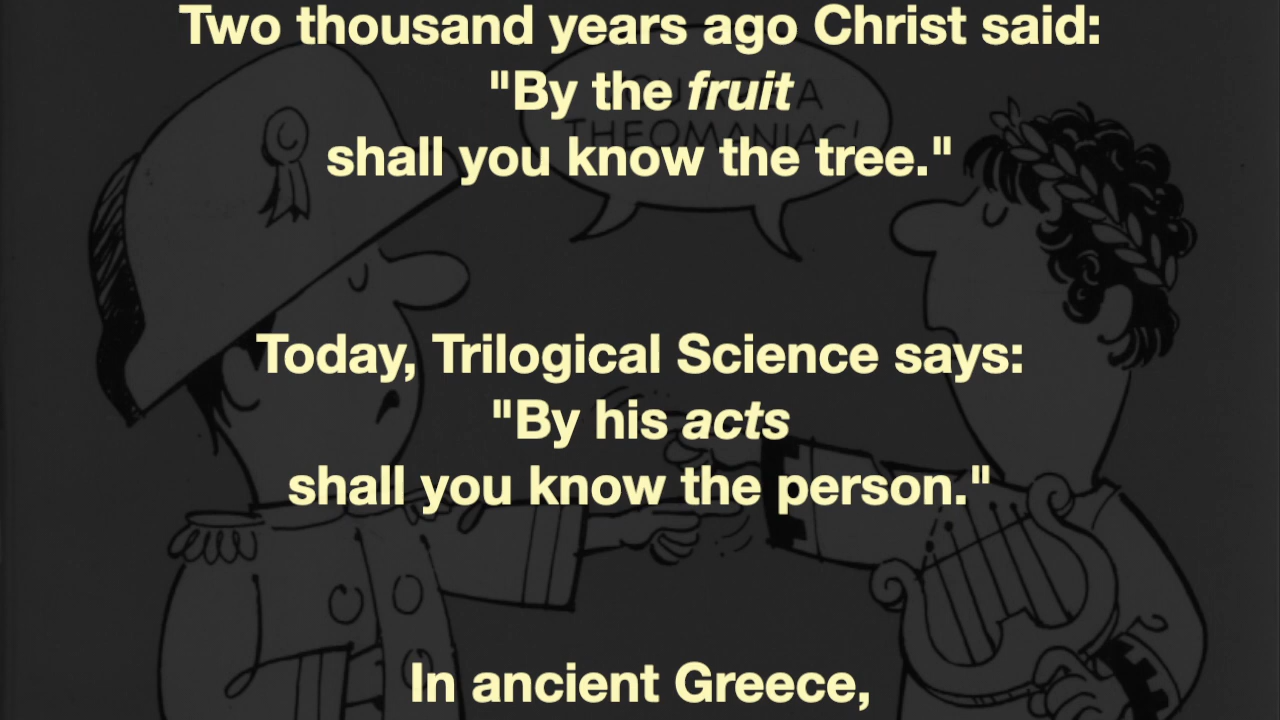 Two thousand years ago Christ said:
"By the fruit
shall you know the tree."
Today, Trilogical Science says:
"By his acts
shall you know the person."
In ancient Greece,
A
THEOMANIAC!